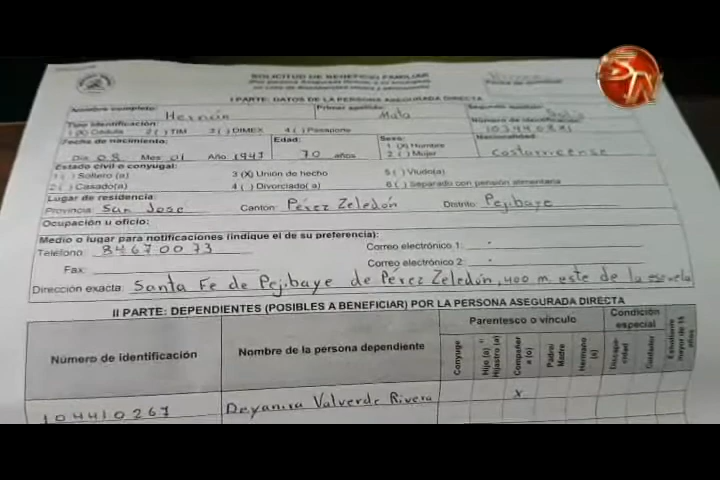 SOLICITUD DE BENEFICIO FAMILIAR
I PARTE: DATOS DE LA PERSONA ASEGURADA DIRECTA
Nombre completo: Hernán
Primer apellido: Mata
Segundo apellido: Solís
Tipo identificación:
1 (X) Cédula 2 ( ) TIM 3 ( ) DIMEX 4 ( ) Pasaporte
Número de identificación:
Fecha de nacimiento: Edad: Sexo: Nacionalidad:
Día 08 Mes 01 Año 1947 70 años
1 (X) Hombre
2 ( ) Mujer
Costarricense
Estado civil o conyugal:
1 ( ) Soltero (a) 3 (X) Unión de hecho 5 ( ) Viudo(a)
2 ( ) Casado(a) 4 ( ) Divorciado(a) 6 ( ) Separado con pensión alimentaria
Lugar de residencia:
Provincia: San José Cantón: Pérez Zeledón Distrito: Pejibaye
Ocupación u oficio:
Medio o lugar para notificaciones (indique el de su preferencia):
Teléfono: 84670073 Correo electrónico 1: -
Fax: Correo electrónico 2: -
Dirección exacta: Santa Fe de Pejibaye de Pérez Zeledón, 400 m este de la escuela
II PARTE: DEPENDIENTES (POSIBLES A BENEFICIAR) POR LA PERSONA ASEGURADA DIRECTA
Número de identificación
Nombre de la persona dependiente
Parentesco o vínculo
Condición especial
Conyuge
Hijo (a) - Hijastro (a)
Compañer a (o)
Padre/ Madre
Hermano (a)
Discapacidad
Cuidador
Estudiante mayor de 18 años
104410267 Deyanira Valverde Rivera x